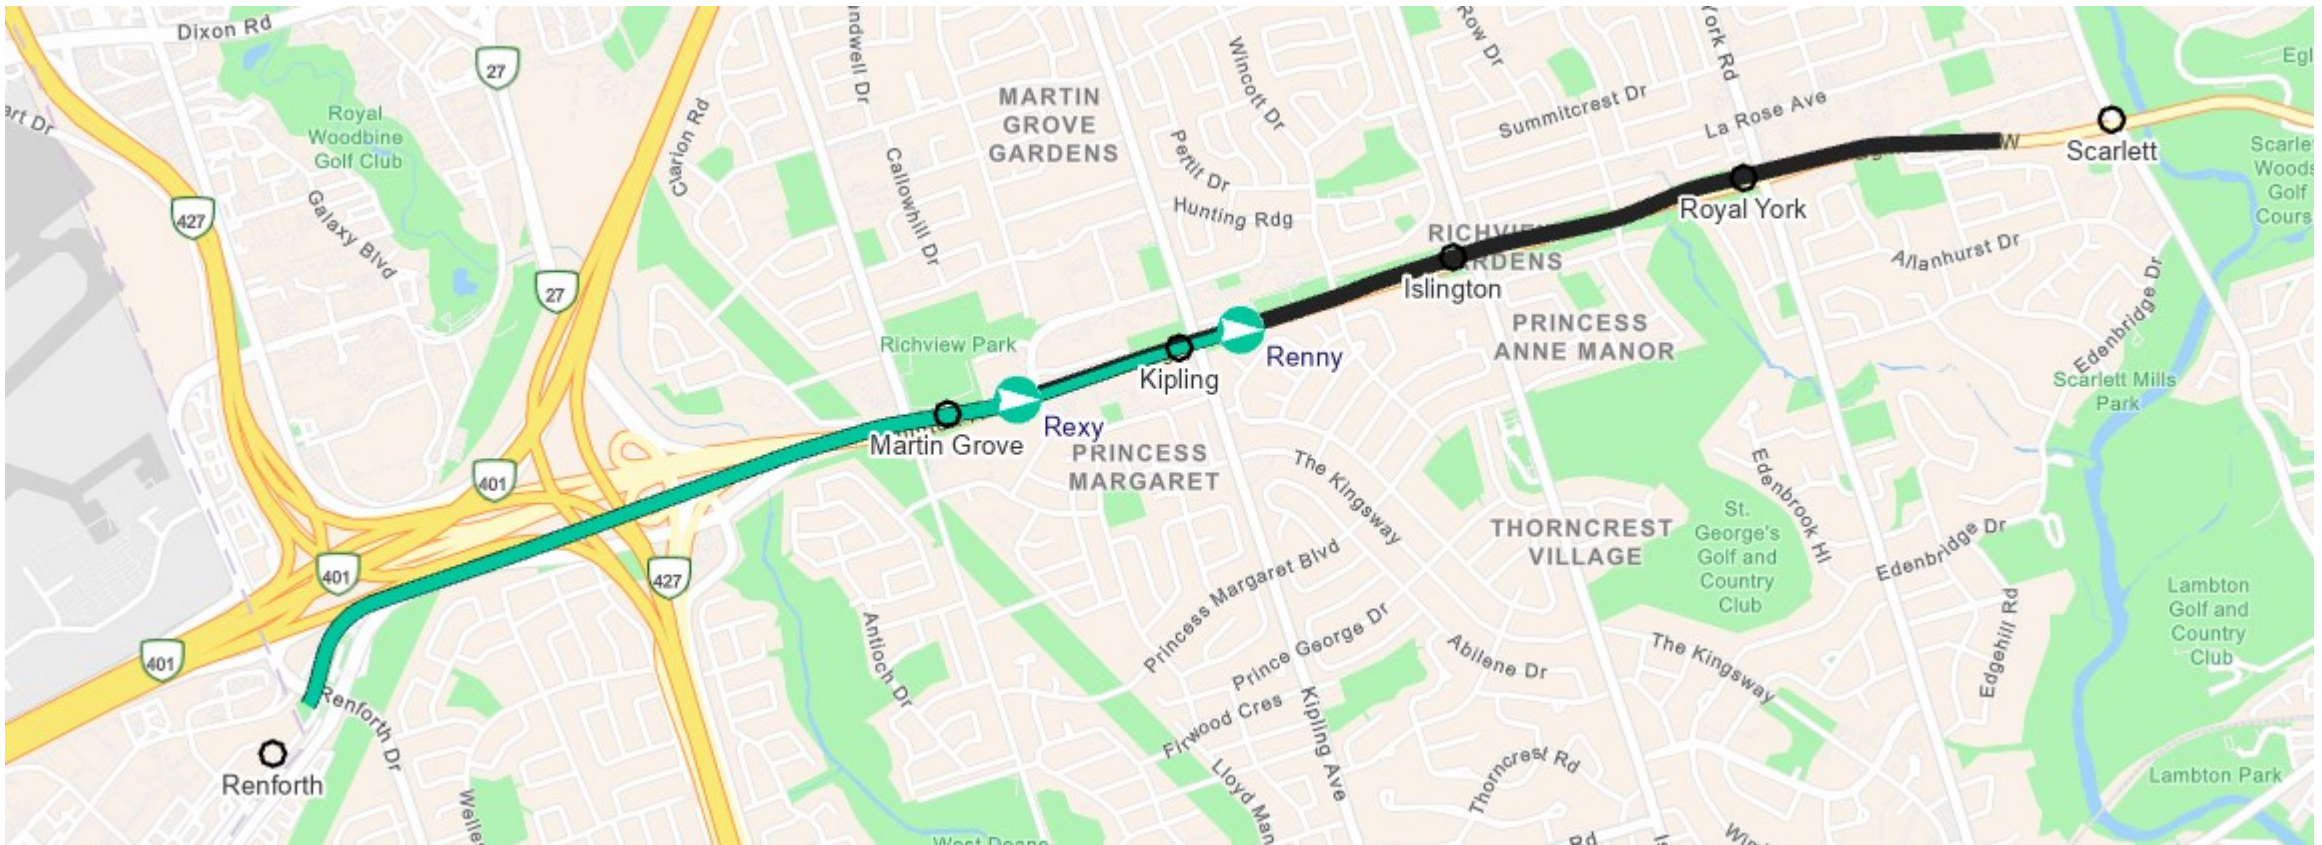 Dixon Rd
27
Royal
Woodbine
Golf Club
427
Galaxy Blvd
27
Clarion Rd
Callowhill Dr
MARTIN
GROVE
GARDENS
Wincott Dr
Pettit Dr
Hunting Rdg
Row Dr
York Rd
Summitcrest Dr
La Rose Ave
W
Scarlett
Royal York
RICHVIEW
Islington
Allanhurst Dr
Edenbridge Dr
PRINCESS
ANNE MANOR
Scarlett Mills
Park
Richview Park
Kipling
Renny
Martin Grove
Rexy
PRINCESS
MARGARET
401
401
401
427
Renforth
Renforth Dr
Antioch Dr
The Kingsway
Princess Margaret Blvd
Prince George Dr
Firwood Cres
Kipling Ave
Lloyd Man
Abilene Dr
THORNCREST
VILLAGE
St.
George's
Golf and
Country
Club
Edenbrook Hl
Edenbridge Dr
The Kingsway
Edgehill Rd
Thorncrest Rd
Rd
Lambton
Golf and
Country
Club
Lambton Park